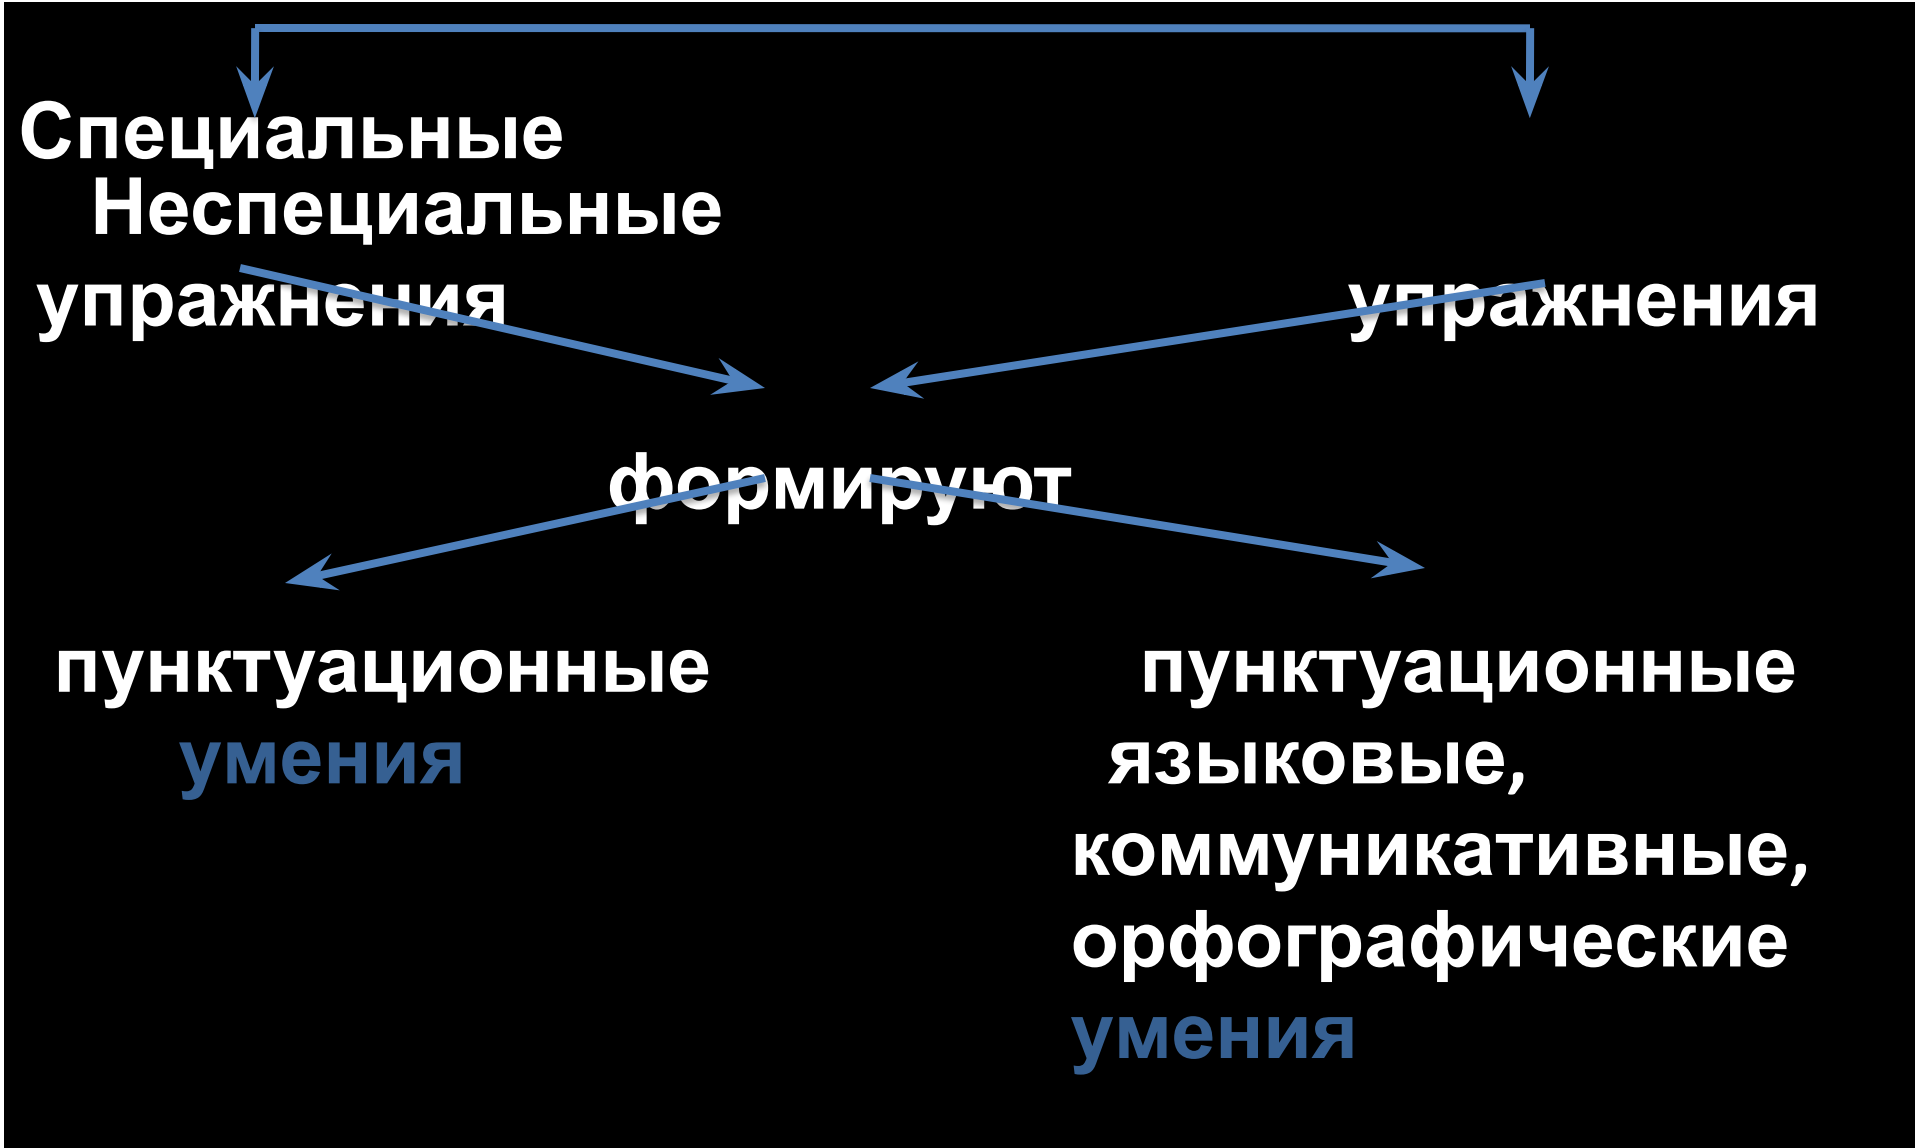 Специальные
Неспециальные
упражнения упражнения
формируют
пунктуационные пунктуационные
умения языковые,
коммуникативные,
орфографические
умения